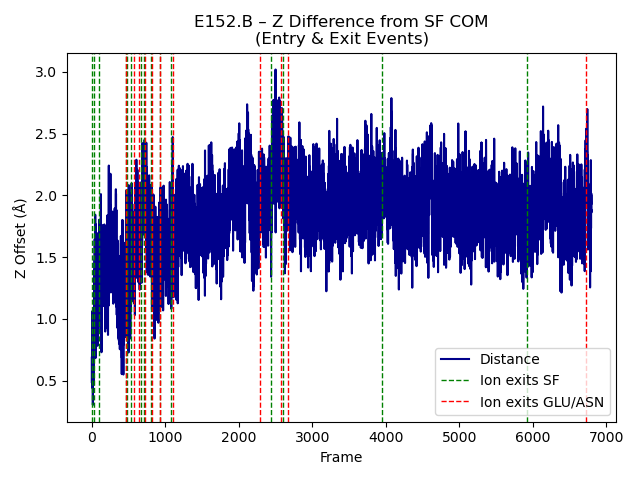 E152.B – Z Difference from SF COM
(Entry & Exit Events)
Z Offset (Å)
3.0
2.5
2.0
1.5
1.0
0.5
Distance
Ion exits SF
Ion exits GLU/ASN
0 1000 2000 3000 4000 5000 6000 7000
Frame